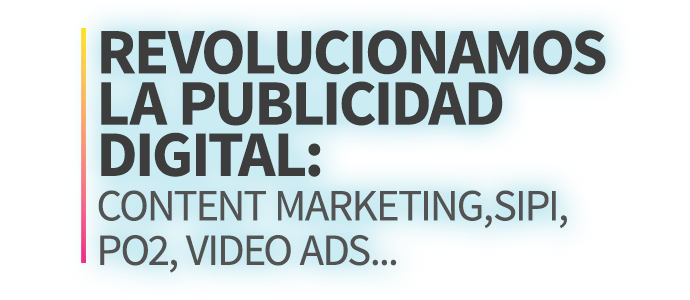 REVOLUCIONAMOS
LA PUBLICIDAD
DIGITAL:
CONTENT MARKETING,SIPI,
PO2, VIDEO ADS...